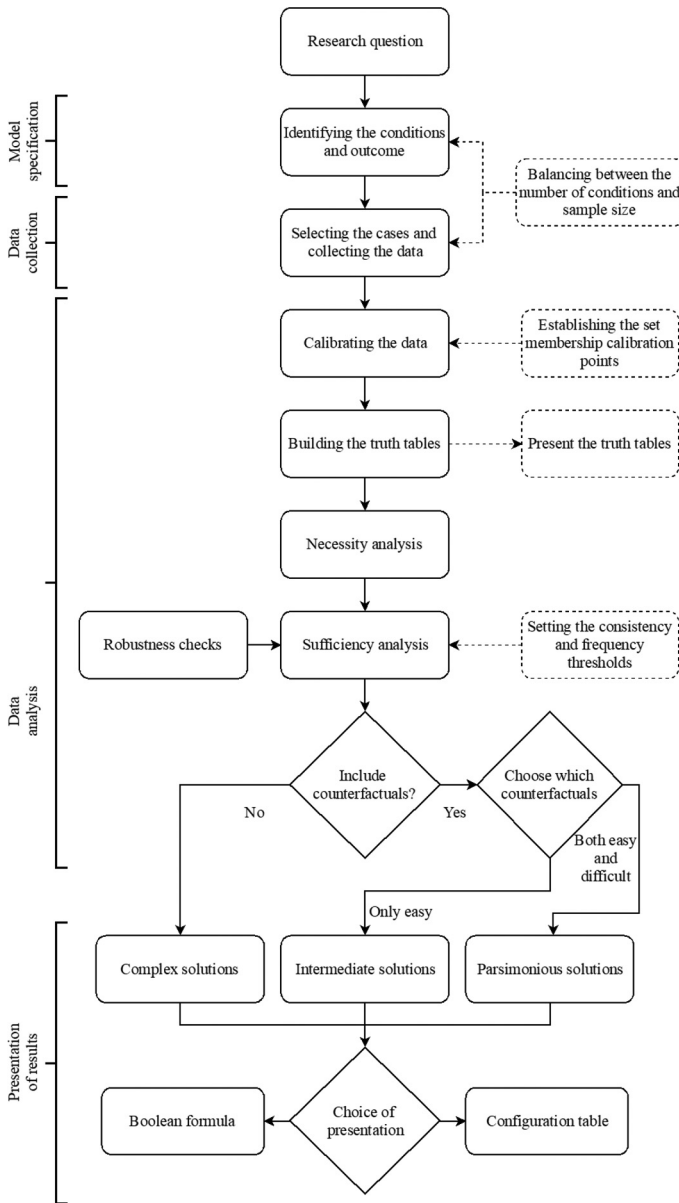 Research question
Model
specification
Identifying the conditions
and outcome
Balancing between the
number of conditions and
sample size
Data
collection
Selecting the cases and
collecting the data
Calibrating the data
Establishing the set
membership calibration
points
Building the truth tables
Present the truth tables
Necessity analysis
Data
analysis
Robustness checks
Sufficiency analysis
Setting the consistency
and frequency
thresholds
Include
counterfactuals?
Choose which
counterfactuals
No
Yes
Both easy
and
difficult
Only easy
Presentation
of results
Complex solutions
Intermediate solutions
Parsimonious solutions
Boolean formula
Choice of
presentation
Configuration table